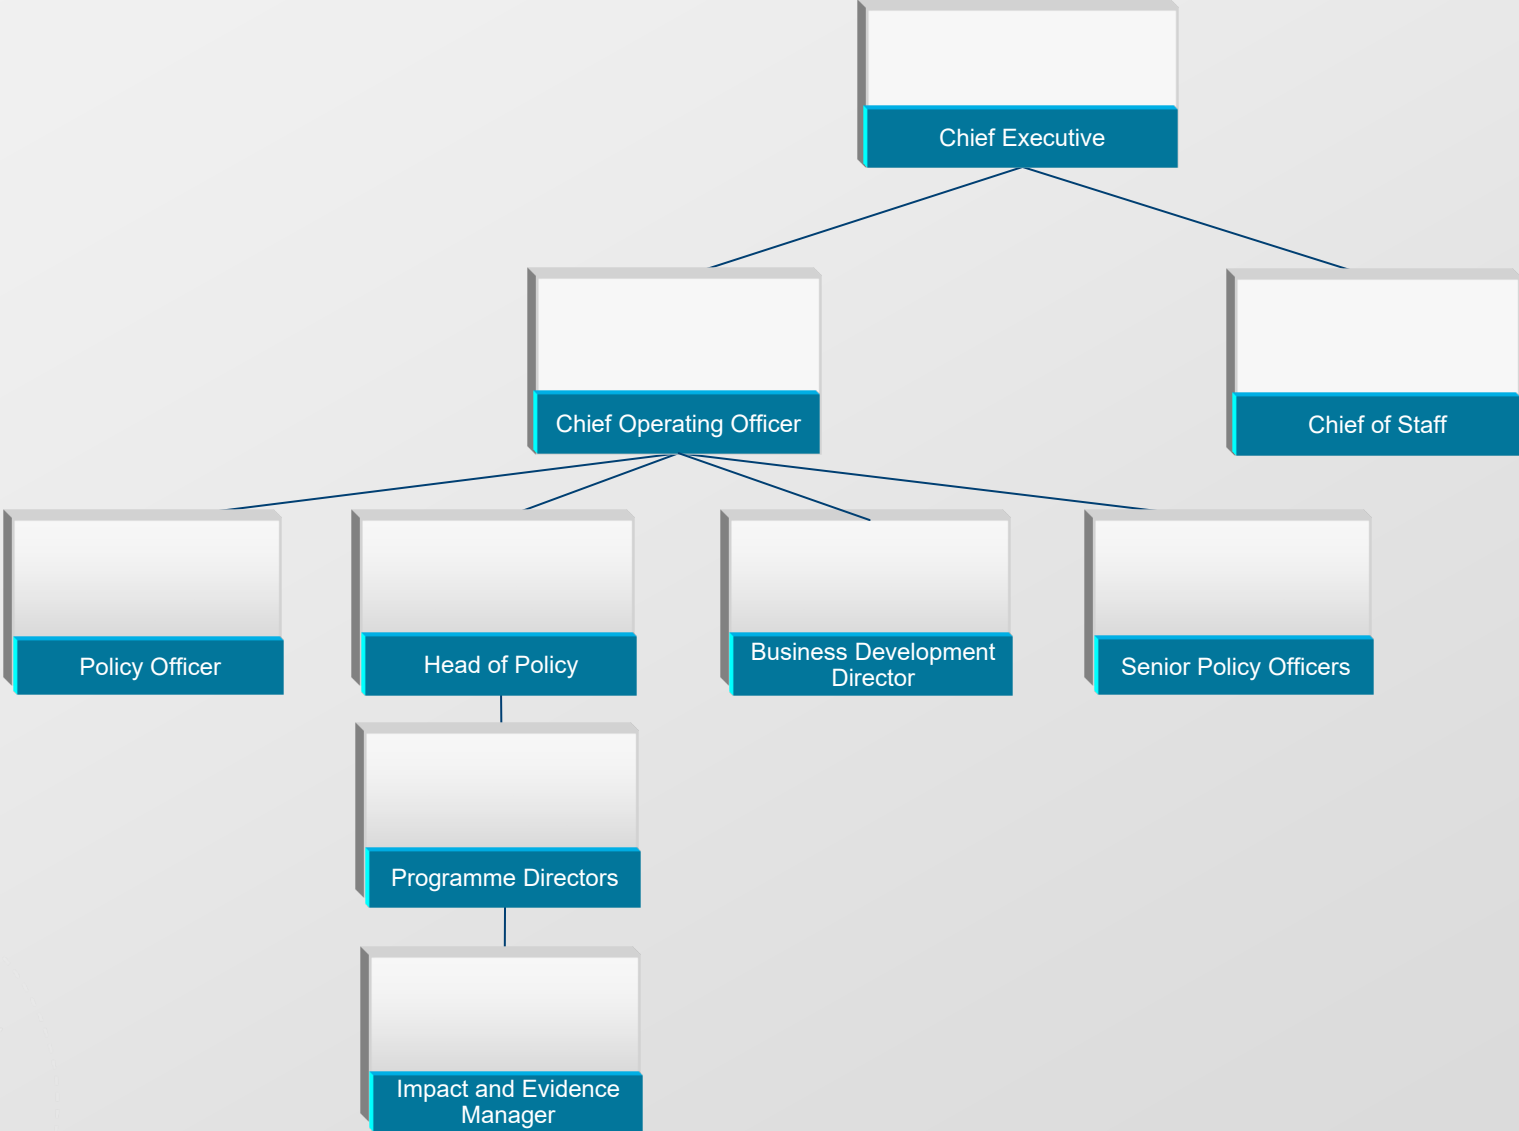 Chief Executive
Chief Operating Officer
Chief of Staff
Policy Officer
Head of Policy
Business Development
Director
Senior Policy Officers
Programme Directors
Impact and Evidence
Manager